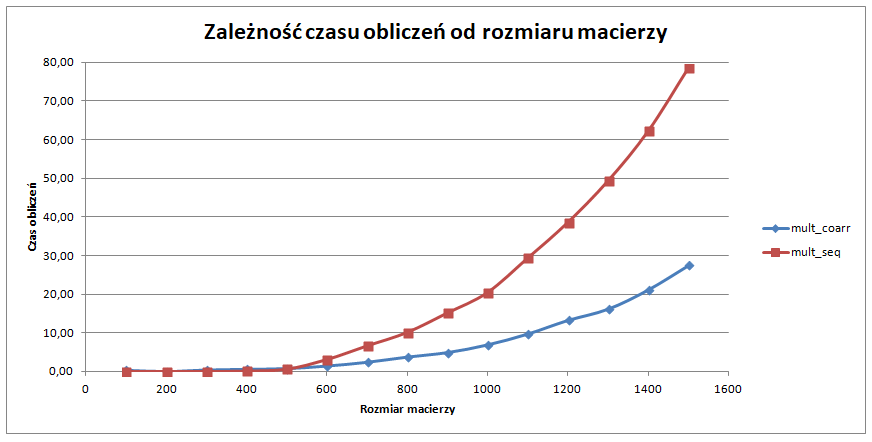 Zależność czasu obliczeń od rozmiaru macierzy
80,00
70,00
60,00
50,00
40,00
30,00
20,00
10,00
0,00
Czas obliczeń
0 200 400 600 800 1000 1200 1400 1600
Rozmiar macierzy
mult_coarr
mult_seq